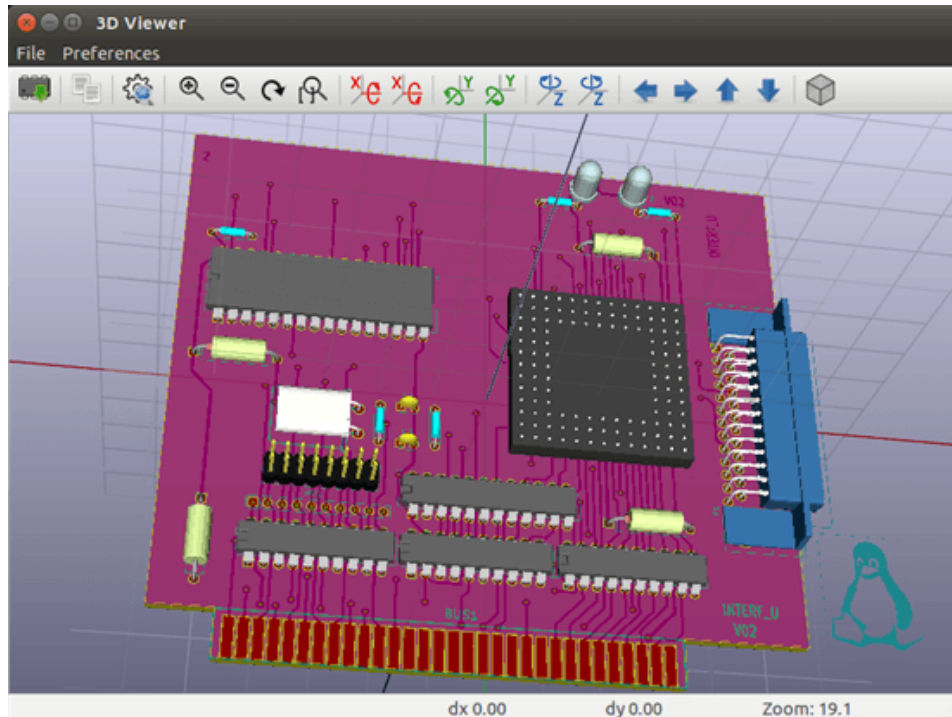 3D Viewer
File Preferences
X X Y Y Z Z
V02
INTERF_U
BUS1
INTERF_U
V02
dx 0.00 dy 0.00 Zoom: 19.1